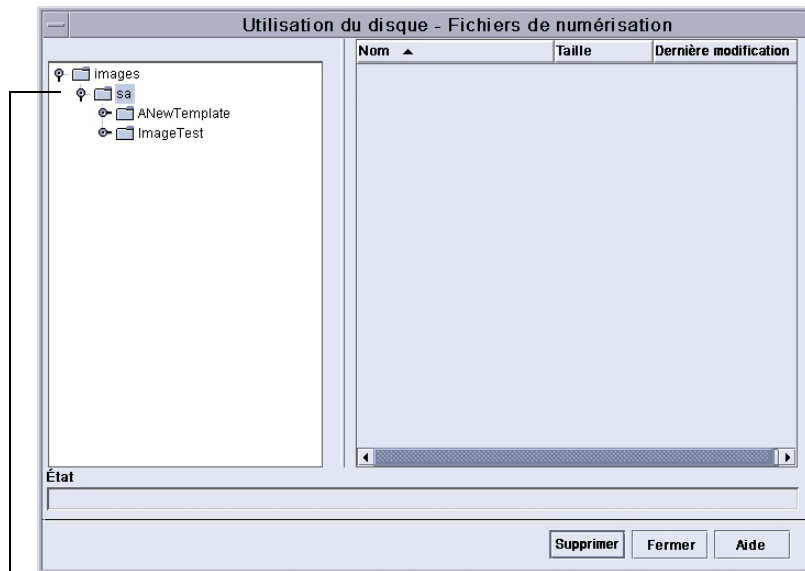 Utilisation du disque - Fichiers de numérisation
Nom Taille Dernière modification
images
sa
ANewTemplate
ImageTest
État
Supprimer Fermer Aide